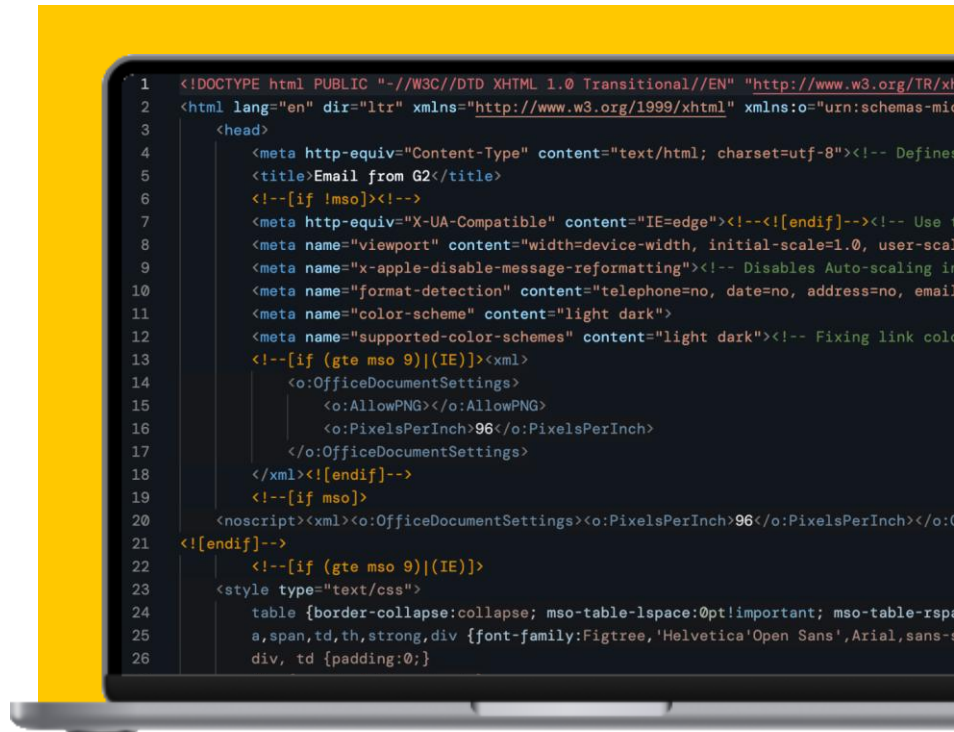 1 <!DOCTYPE html PUBLIC "-//W3C//DTD XHTML 1.0 Transitional//EN" "http://www.w3.org/TR/xh
2 <html lang="en" dir="ltr" xmlns="http://www.w3.org/1999/xhtml" xmlns:o="urn:schemas-mic
3 <head>
4 <meta http-equiv="Content-Type" content="text/html; charset=utf-8"><!-- Defines
5 <title>Email from G2</title>
6 <!--[if !mso]><!-->
7 <meta http-equiv="X-UA-Compatible" content="IE=edge"><!--<![endif]--><!-- Use t
8 <meta name="viewport" content="width=device-width, initial-scale=1.0, user-scal
9 <meta name="x-apple-disable-message-reformatting"><!-- Disables Auto-scaling in
10 <meta name="format-detection" content="telephone=no, date=no, address=no, email
11 <meta name="color-scheme" content="light dark">
12 <meta name="supported-color-schemes" content="light dark"><!-- Fixing link colo
13 <!--[if (gte mso 9)|(IE)]><xml>
14 <o:OfficeDocumentSettings>
15 <o:AllowPNG></o:AllowPNG>
16 <o:PixelsPerInch>96</o:PixelsPerInch>
17 </o:OfficeDocumentSettings>
18 </xml><![endif]-->
19 <!--[if mso]>
20 <noscript><xml><o:OfficeDocumentSettings><o:PixelsPerInch>96</o:PixelsPerInch></o:O
21 <![endif]-->
22 <!--[if (gte mso 9)|(IE)]>
23 <style type="text/css">
24 table {border-collapse:collapse; mso-table-lspace:0pt!important; mso-table-rspa
25 a,span,td,th,strong,div {font-family:Figtree,'Helvetica'Open Sans',Arial,sans-s
26 div, td {padding:0;}